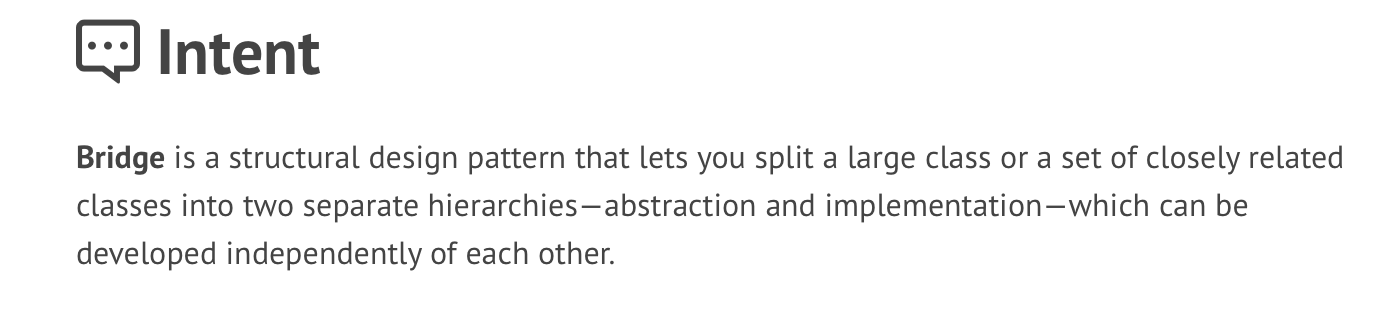 Intent
Bridge is a structural design pattern that lets you split a large class or a set of closely related
classes into two separate hierarchies—abstraction and implementation—which can be
developed independently of each other.